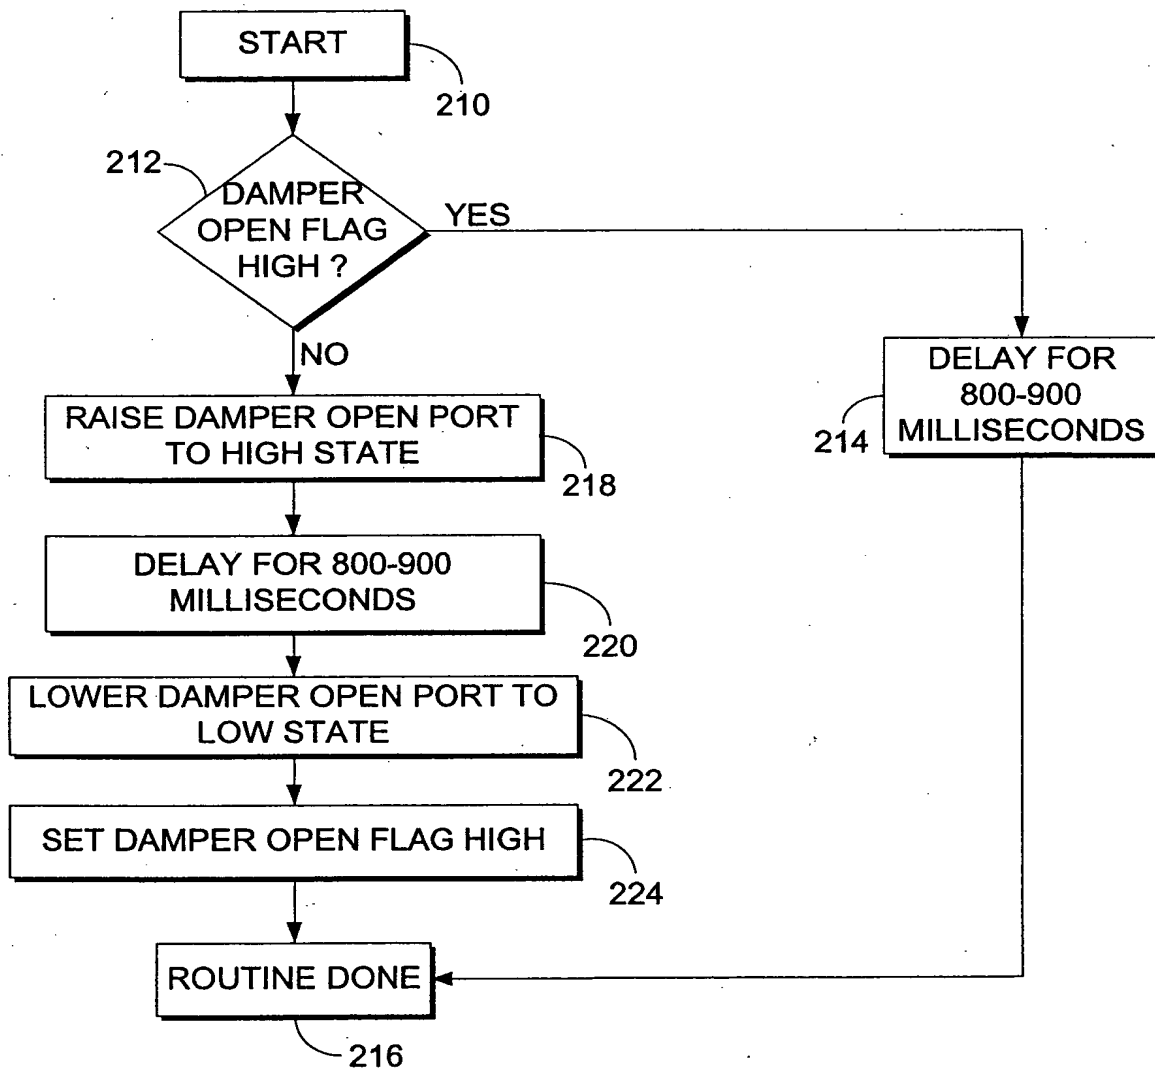 START
210
212
DAMPER
OPEN FLAG
HIGH ?
YES
NO
DELAY FOR
800-900
MILLISECONDS
214
RAISE DAMPER OPEN PORT
TO HIGH STATE
218
DELAY FOR 800-900
MILLISECONDS
220
LOWER DAMPER OPEN PORT TO
LOW STATE
222
SET DAMPER OPEN FLAG HIGH
224
ROUTINE DONE
216